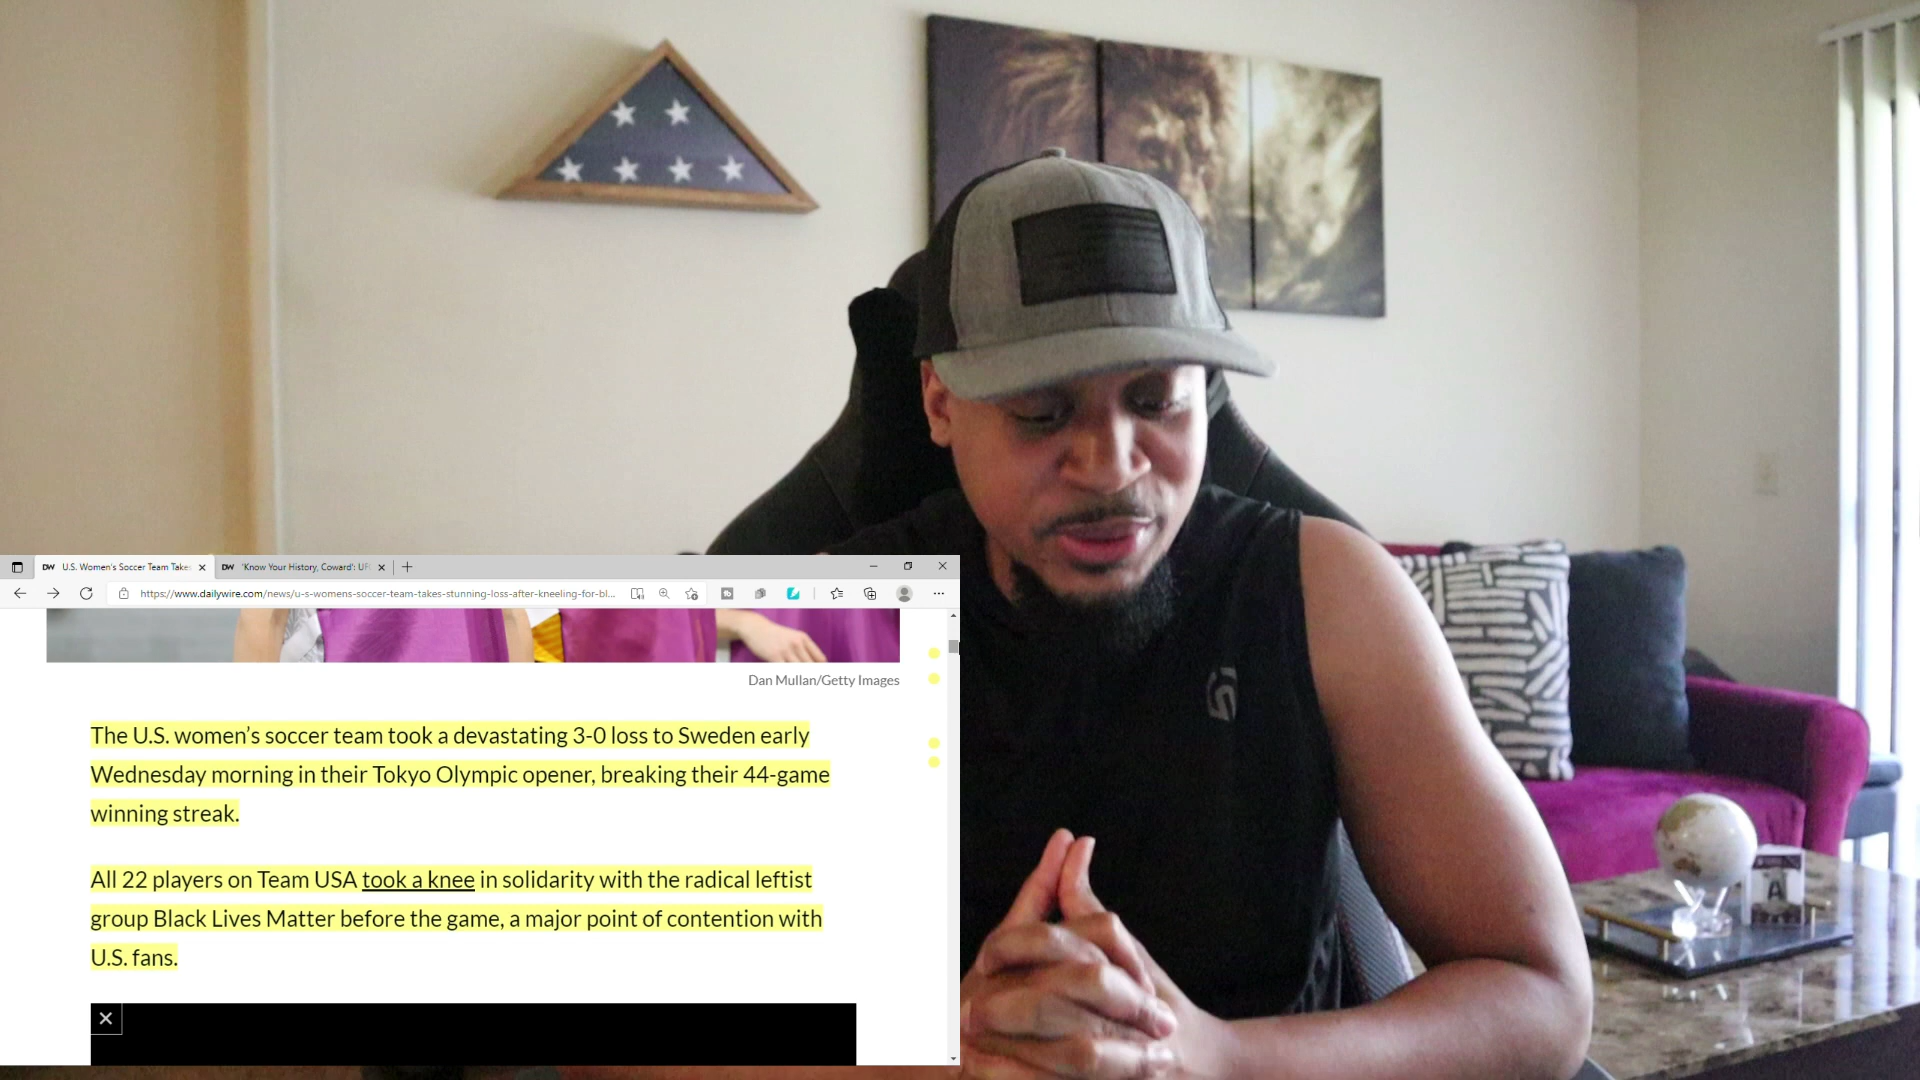 DW U.S. Women's Soccer Team Takes
DW 'Know Your History, Coward': UF
https://www.dailywire.com/news/u-s-womens-soccer-team-takes-stunning-loss-after-kneeling-for-bl...
Dan Mullan/Getty Images
The U.S. women's soccer team took a devastating 3-0 loss to Sweden early
Wednesday morning in their Tokyo Olympic opener, breaking their 44-game
winning streak.
All 22 players on Team USA took a knee in solidarity with the radical leftist
group Black Lives Matter before the game, a major point of contention with
U.S. fans.
A